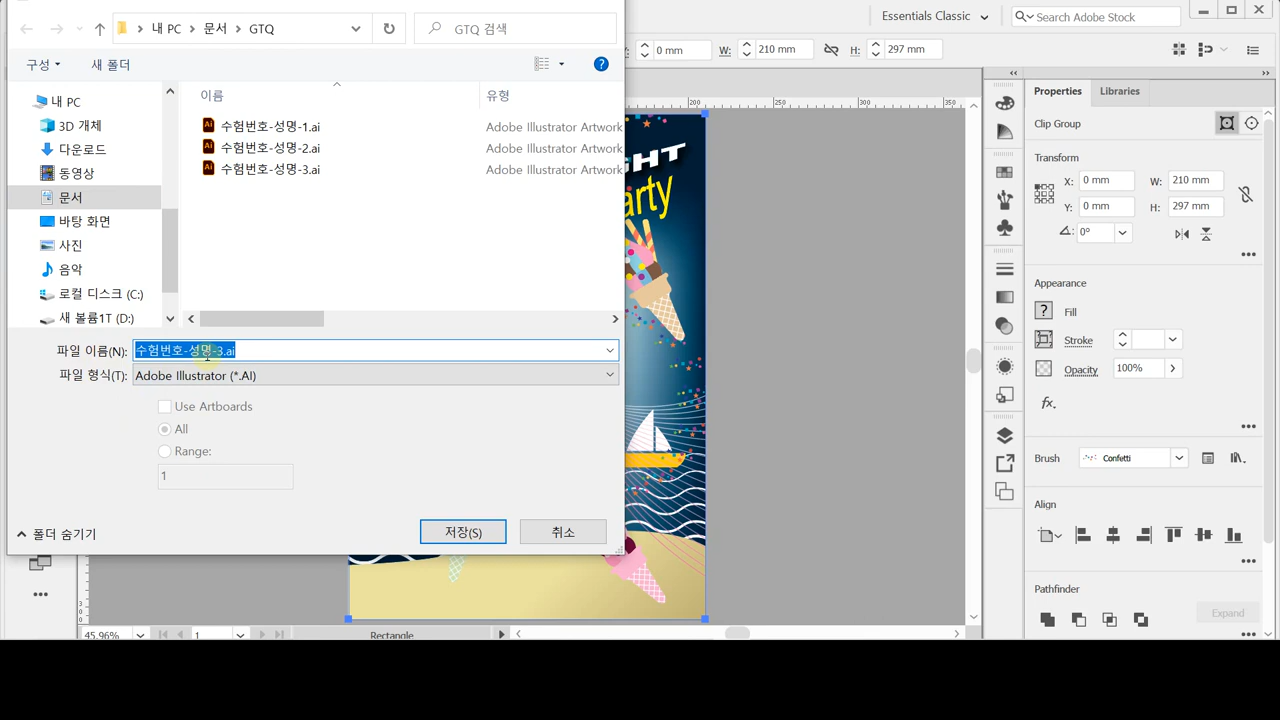 내 PC
문서
GTQ
GTQ 검색
Essentials Classic
Search Adobe Stock
0 mm
W:
210 mm
H:
297 mm
구성
새 폴더
내 PC
3D 개체
다운로드
동영상
문서
바탕 화면
사진
음악
로컬 디스크 (C:)
새 볼륨1T (D:)
이름
유형
수험번호-성명-1.ai
Adobe Illustrator Artwork
수험번호-성명-2.ai
Adobe Illustrator Artwork
수험번호-성명-3.ai
Adobe Illustrator Artwork
파일 이름(N):
수험번호-성명-3.ai
파일 형식(T):
Adobe Illustrator (*.AI)
Use Artboards
All
Range:
1
폴더 숨기기
저장(S)
취소
200
250
300
350
GHT
arty
Properties
Libraries
Clip Group
Transform
X:
0 mm
W:
210 mm
Y:
0 mm
H:
297 mm
0°
Appearance
Fill
Stroke
Opacity
100%
fx.
Brush
Confetti
Align
Pathfinder
Expand
45.96%
1
Rectangle